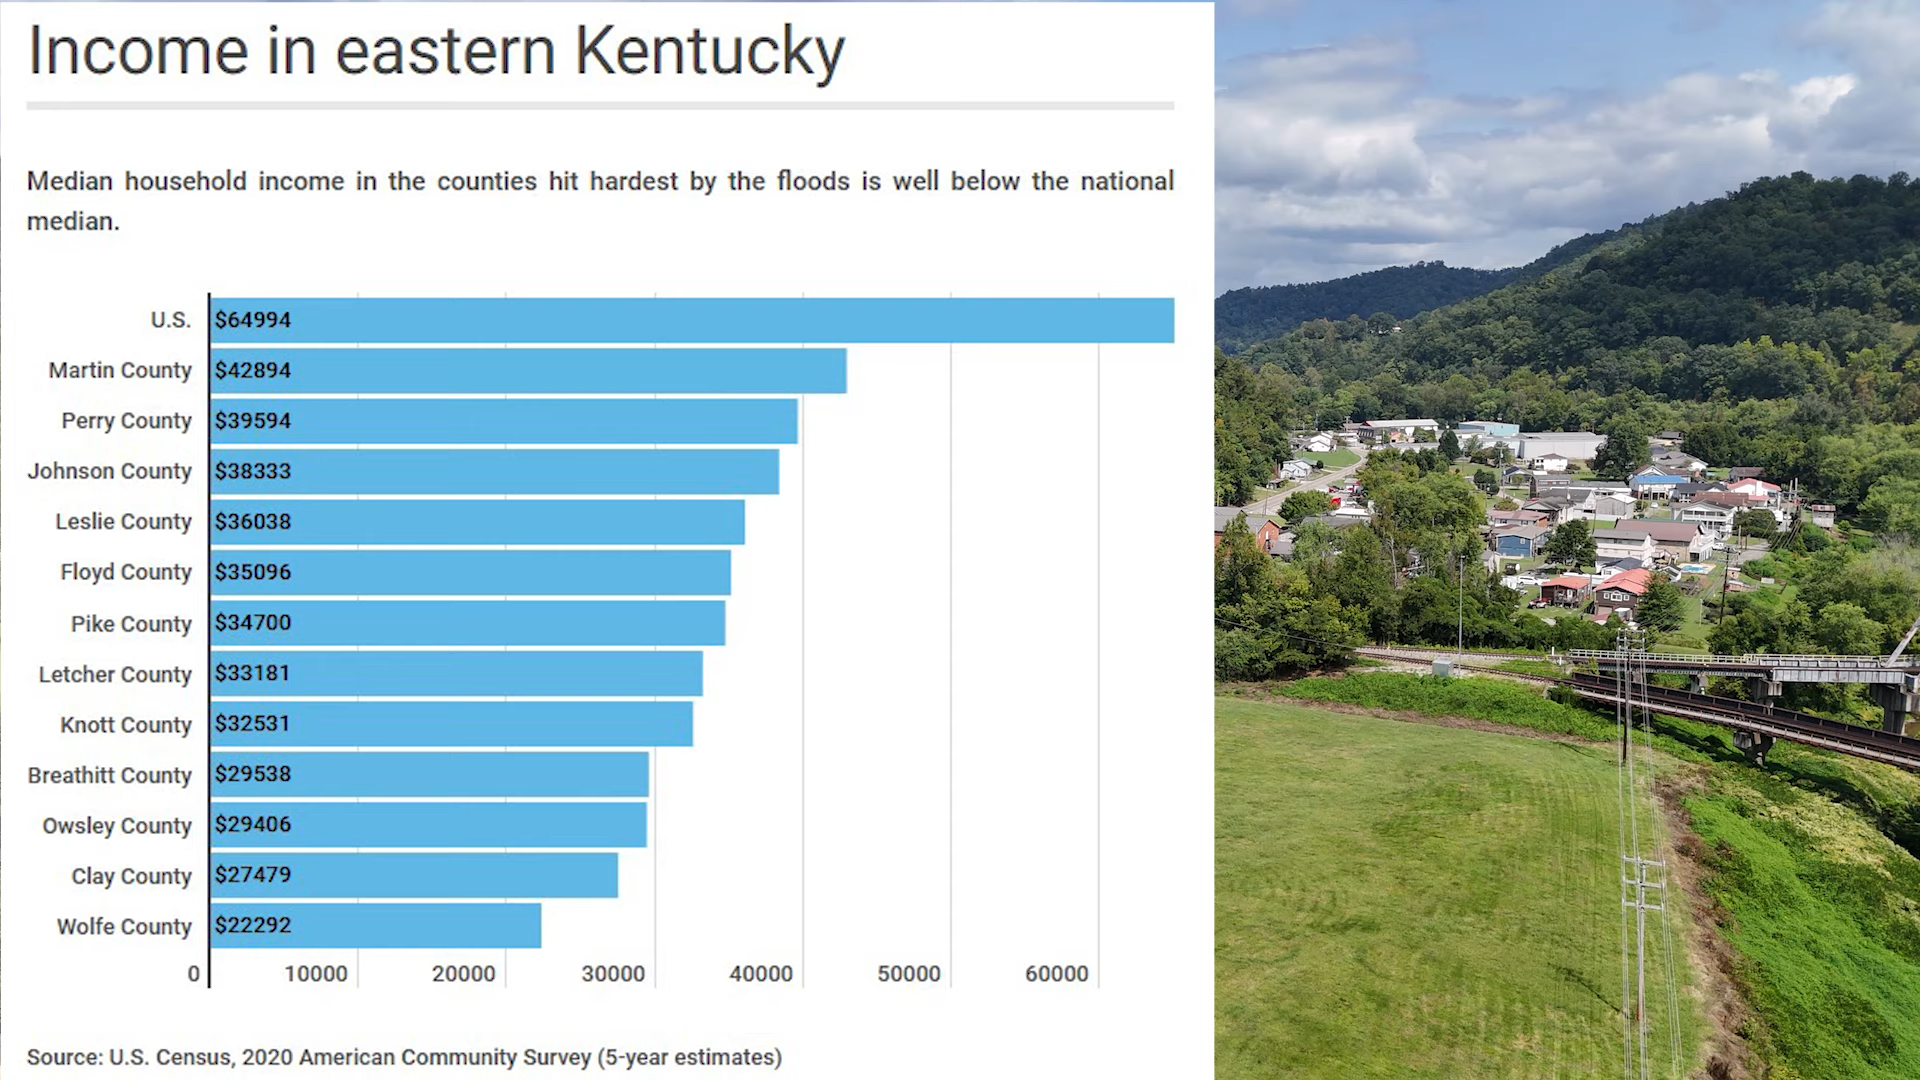 Income in eastern Kentucky
Median household income in the counties hit hardest by the floods is well below the national
median.
U.S. $64994
Martin County $42894
Perry County $39594
Johnson County $38333
Leslie County $36038
Floyd County $35096
Pike County $34700
Letcher County $33181
Knott County $32531
Breathitt County $29538
Owsley County $29406
Clay County $27479
Wolfe County $22292
0 10000 20000 30000 40000 50000 60000
Source: U.S. Census, 2020 American Community Survey (5-year estimates)